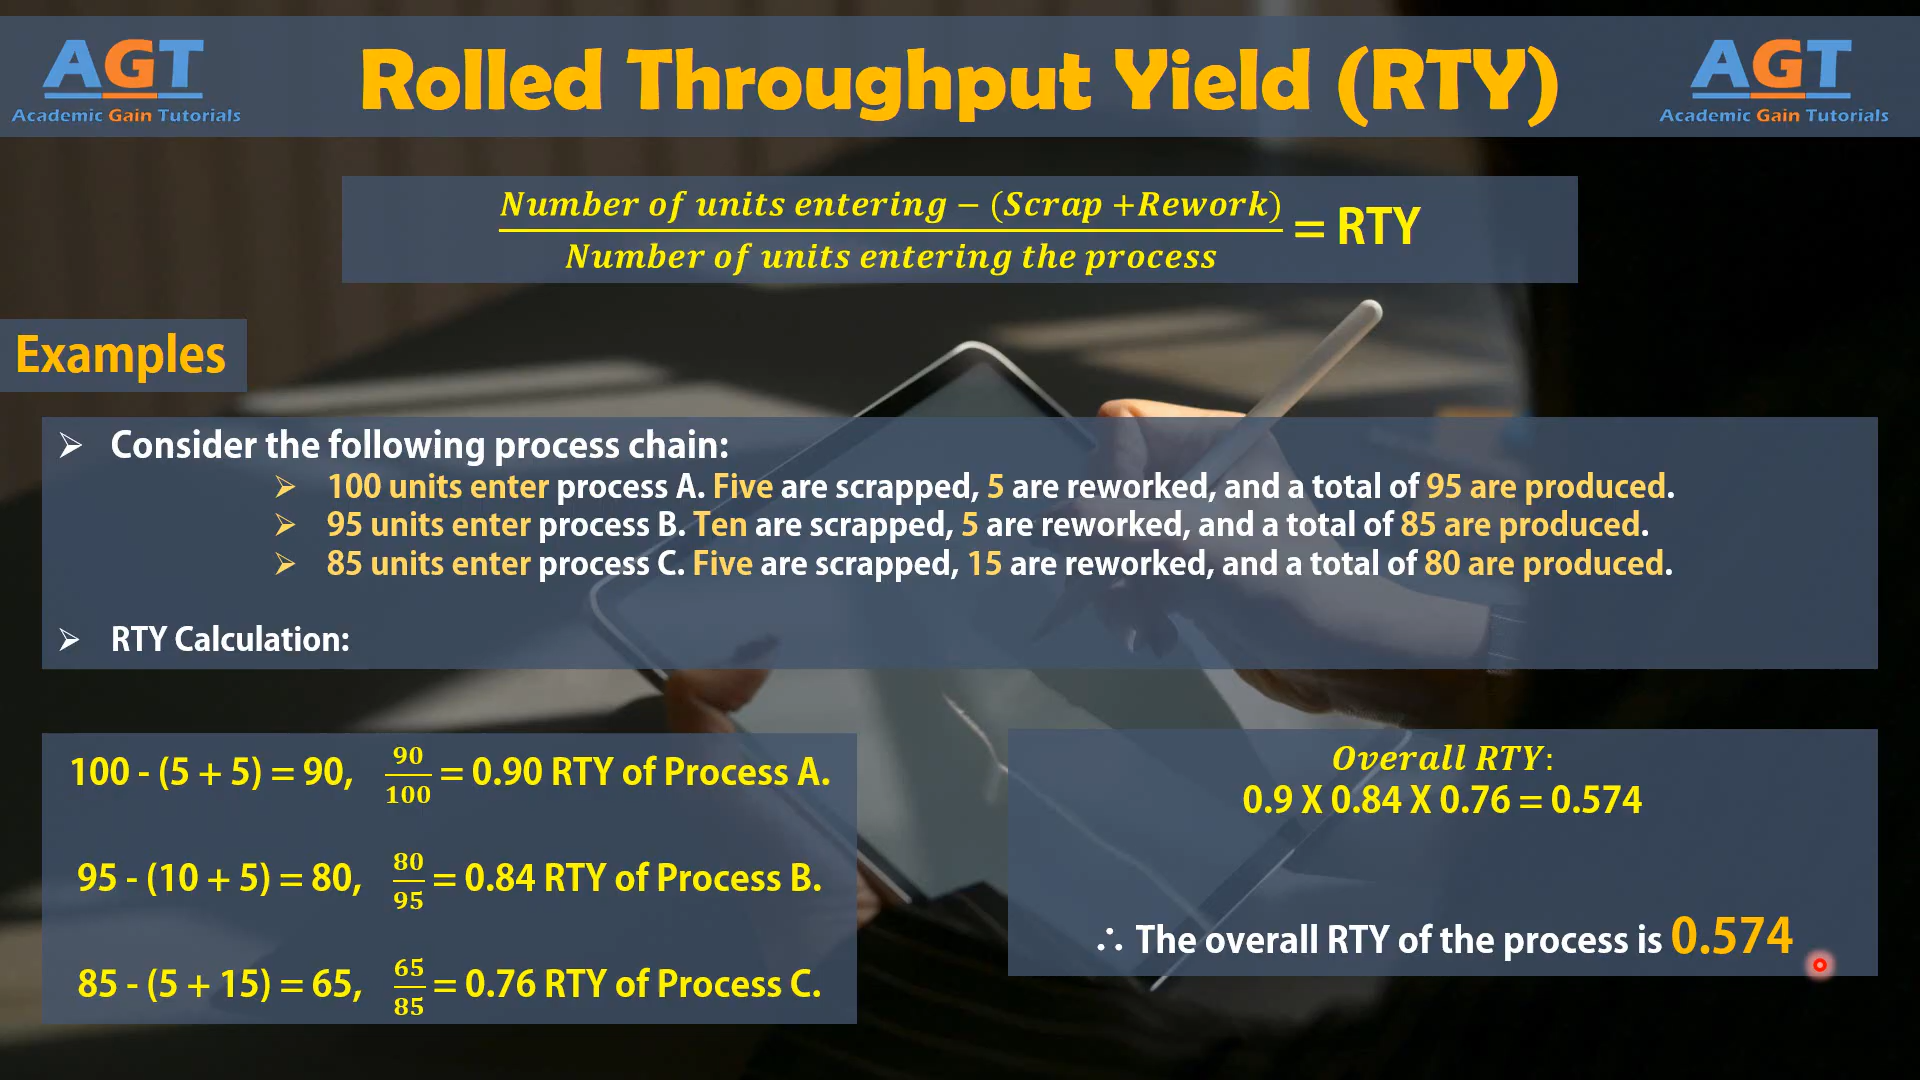 AGT
Academic Gain Tutorials
Rolled Throughput Yield (RTY)
AGT
Academic Gain Tutorials
Number of units entering − (Scrap +Rework)
Number of units entering the process
= RTY
Examples
➢ Consider the following process chain:
➢ 100 units enter process A. Five are scrapped, 5 are reworked, and a total of 95 are produced.
➢ 95 units enter process B. Ten are scrapped, 5 are reworked, and a total of 85 are produced.
➢ 85 units enter process C. Five are scrapped, 15 are reworked, and a total of 80 are produced.
➢ RTY Calculation:
100 - (5 + 5) = 90, 90/100 = 0.90 RTY of Process A.
95 - (10 + 5) = 80, 80/95 = 0.84 RTY of Process B.
85 - (5 + 15) = 65, 65/85 = 0.76 RTY of Process C.
Overall RTY:
0.9 X 0.84 X 0.76 = 0.574
∴ The overall RTY of the process is 0.574